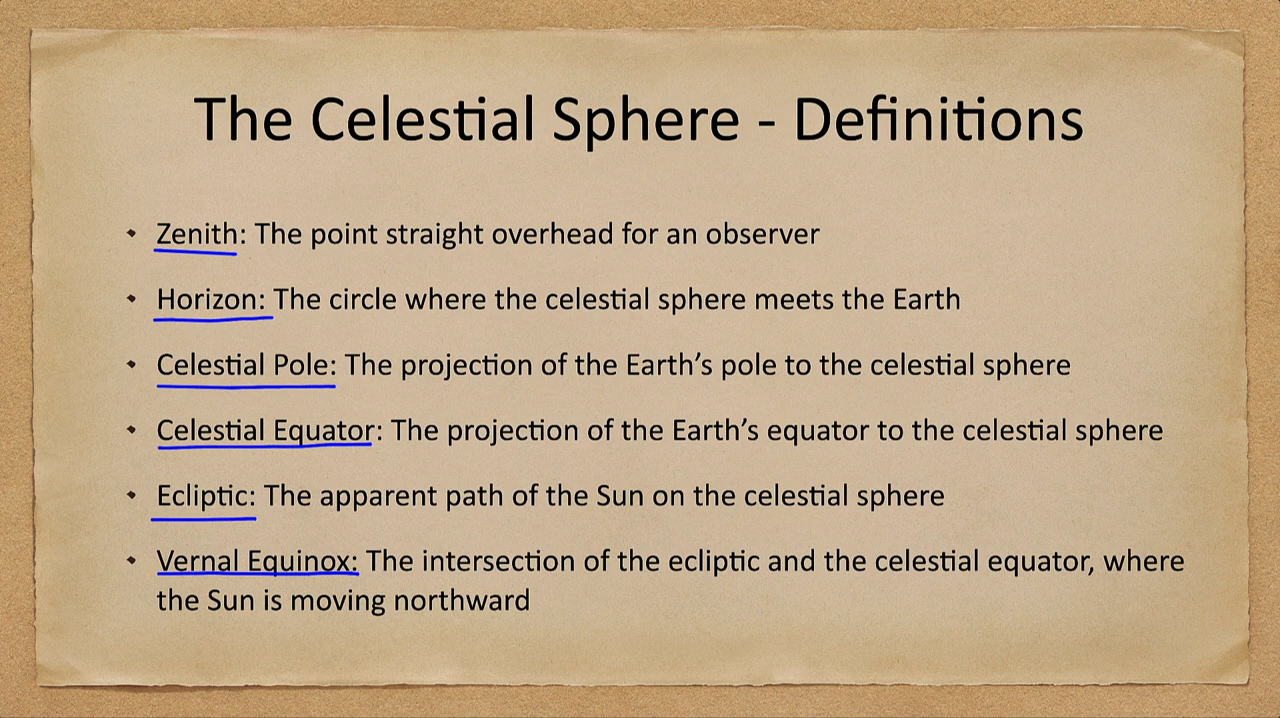 The Celestial Sphere - Definitions
• Zenith: The point straight overhead for an observer
• Horizon: The circle where the celestial sphere meets the Earth
• Celestial Pole: The projection of the Earth’s pole to the celestial sphere
• Celestial Equator: The projection of the Earth’s equator to the celestial sphere
• Ecliptic: The apparent path of the Sun on the celestial sphere
• Vernal Equinox: The intersection of the ecliptic and the celestial equator, where
the Sun is moving northward